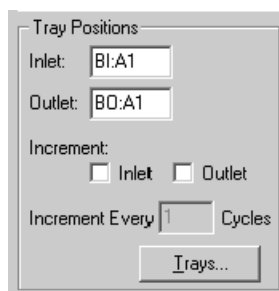 Tray Positions
Inlet: BI:A1
Outlet: BO:A1
Increment:
Inlet Outlet
Increment Every 1 Cycles
Trays...